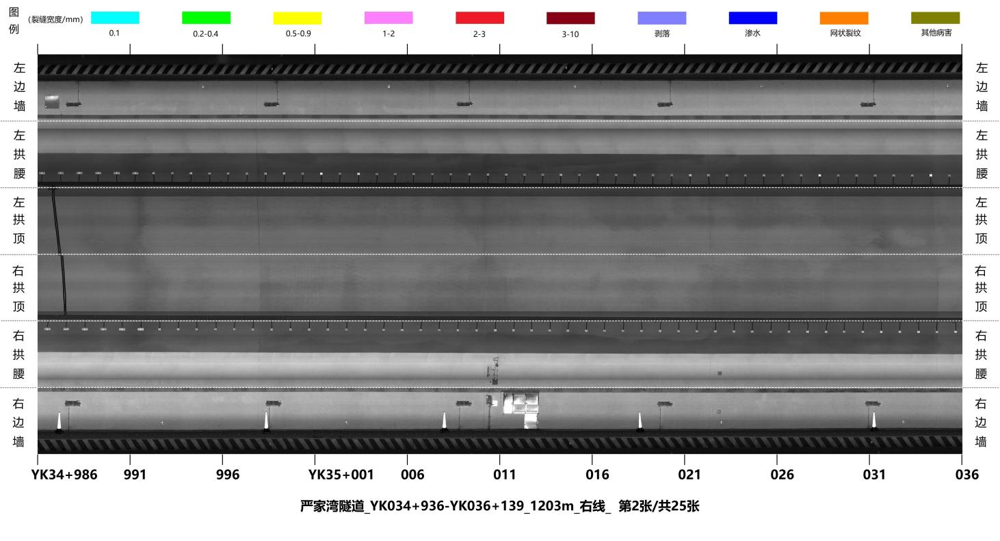 图例 (裂缝宽度/mm) 0.1 0.2-0.4 0.5-0.9 1-2 2-3 3-10 剥落 渗水 网状裂纹 其他病害
左边墙 左边墙
左拱腰 左拱腰
左拱顶 左拱顶
右拱顶 右拱顶
右拱腰 右拱腰
右边墙 右边墙
YK34+986 991 996 YK35+001 006 011 016 021 026 031 036
严家湾隧道_YK034+936-YK036+139_1203m_右线_ 第2张/共25张